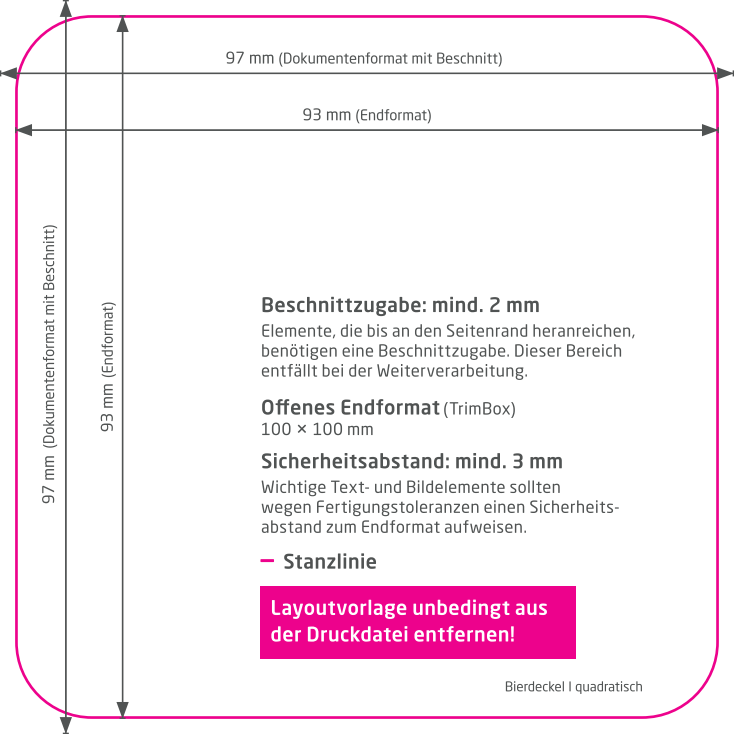 97 mm (Dokumentenformat mit Beschnitt)
93 mm (Endformat)
97 mm (Dokumentenformat mit Beschnitt)
93 mm (Endformat)
Beschnittzugabe: mind. 2 mm
Elemente, die bis an den Seitenrand heranreichen,
benötigen eine Beschnittzugabe. Dieser Bereich
entfällt bei der Weiterverarbeitung.
Offenes Endformat (TrimBox)
100 × 100 mm
Sicherheitsabstand: mind. 3 mm
Wichtige Text- und Bildelemente sollten
wegen Fertigungstoleranzen einen Sicherheits-
abstand zum Endformat aufweisen.
Stanzlinie
Layoutvorlage unbedingt aus
der Druckdatei entfernen!
Bierdeckel | quadratisch